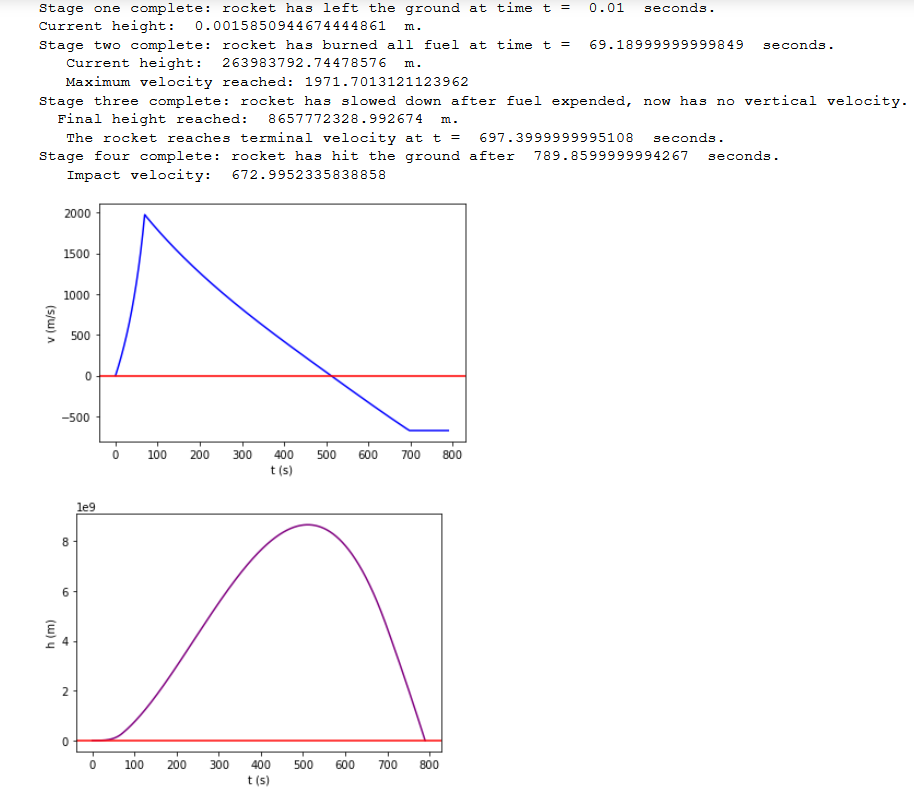 Stage one complete: rocket has left the ground at time t = 0.01 seconds.
Current height: 0.0015850944674444861 m.
Stage two complete: rocket has burned all fuel at time t = 69.18999999999849 seconds.
Current height: 263983792.74478576 m.
Maximum velocity reached: 1971.7013121123962
Stage three complete: rocket has slowed down after fuel expended, now has no vertical velocity.
Final height reached: 8657772328.992674 m.
The rocket reaches terminal velocity at t = 697.3999999995108 seconds.
Stage four complete: rocket has hit the ground after 789.8599999994267 seconds.
Impact velocity: 672.9952335838858
2000
1500
1000
500
0
−500
v (m/s)
0 100 200 300 400 500 600 700 800
t (s)
1e9
8
6
4
2
0
h (m)
0 100 200 300 400 500 600 700 800
t (s)